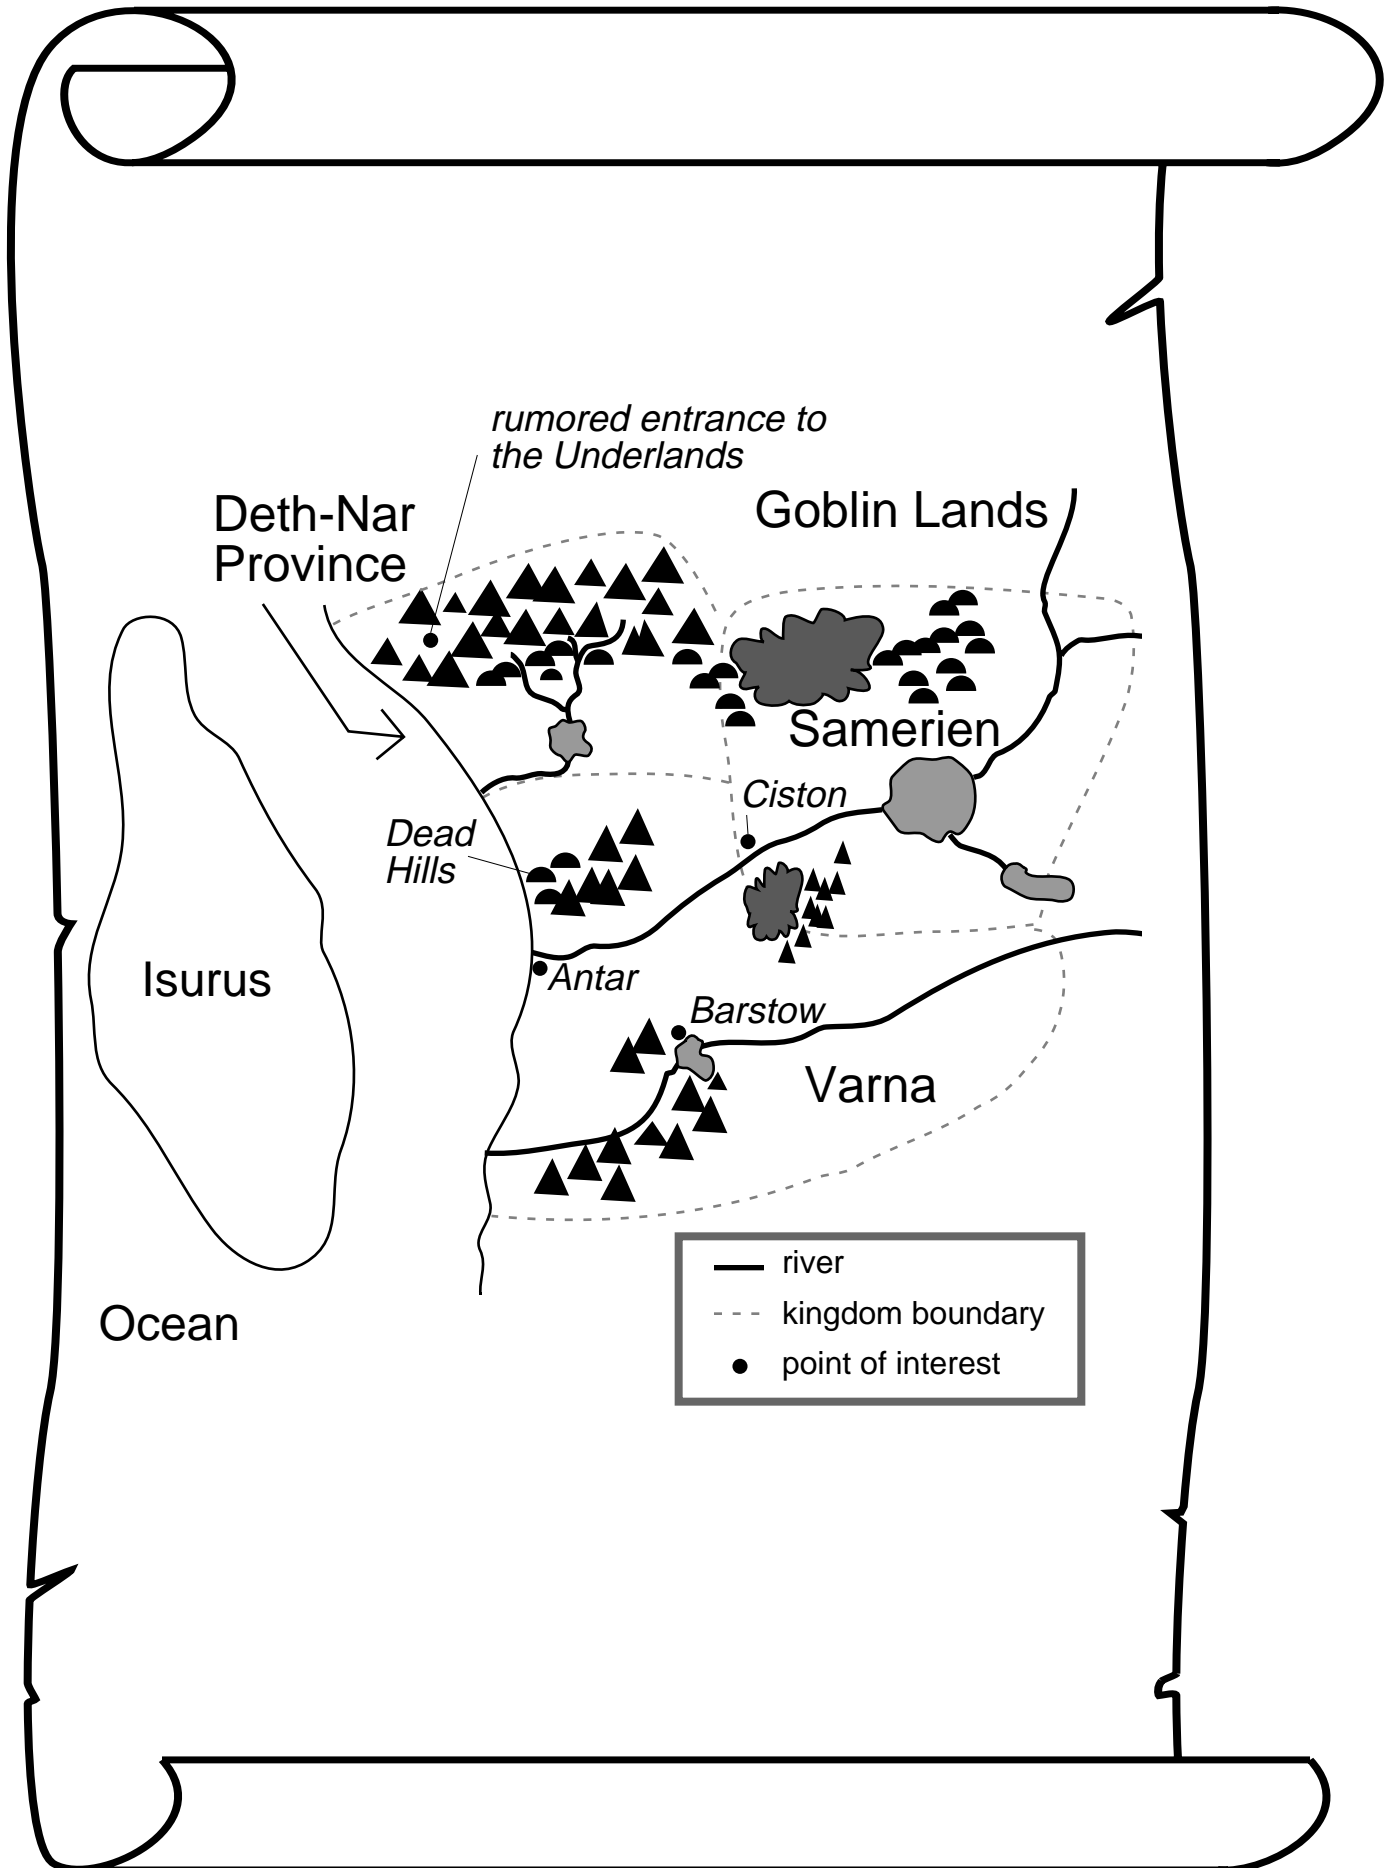 rumored entrance to
the Underlands
Deth-Nar
Province
Goblin Lands
Samerien
Ciston
Dead
Hills
Isurus
Antar
Barstow
Varna
Ocean
river
kingdom boundary
point of interest